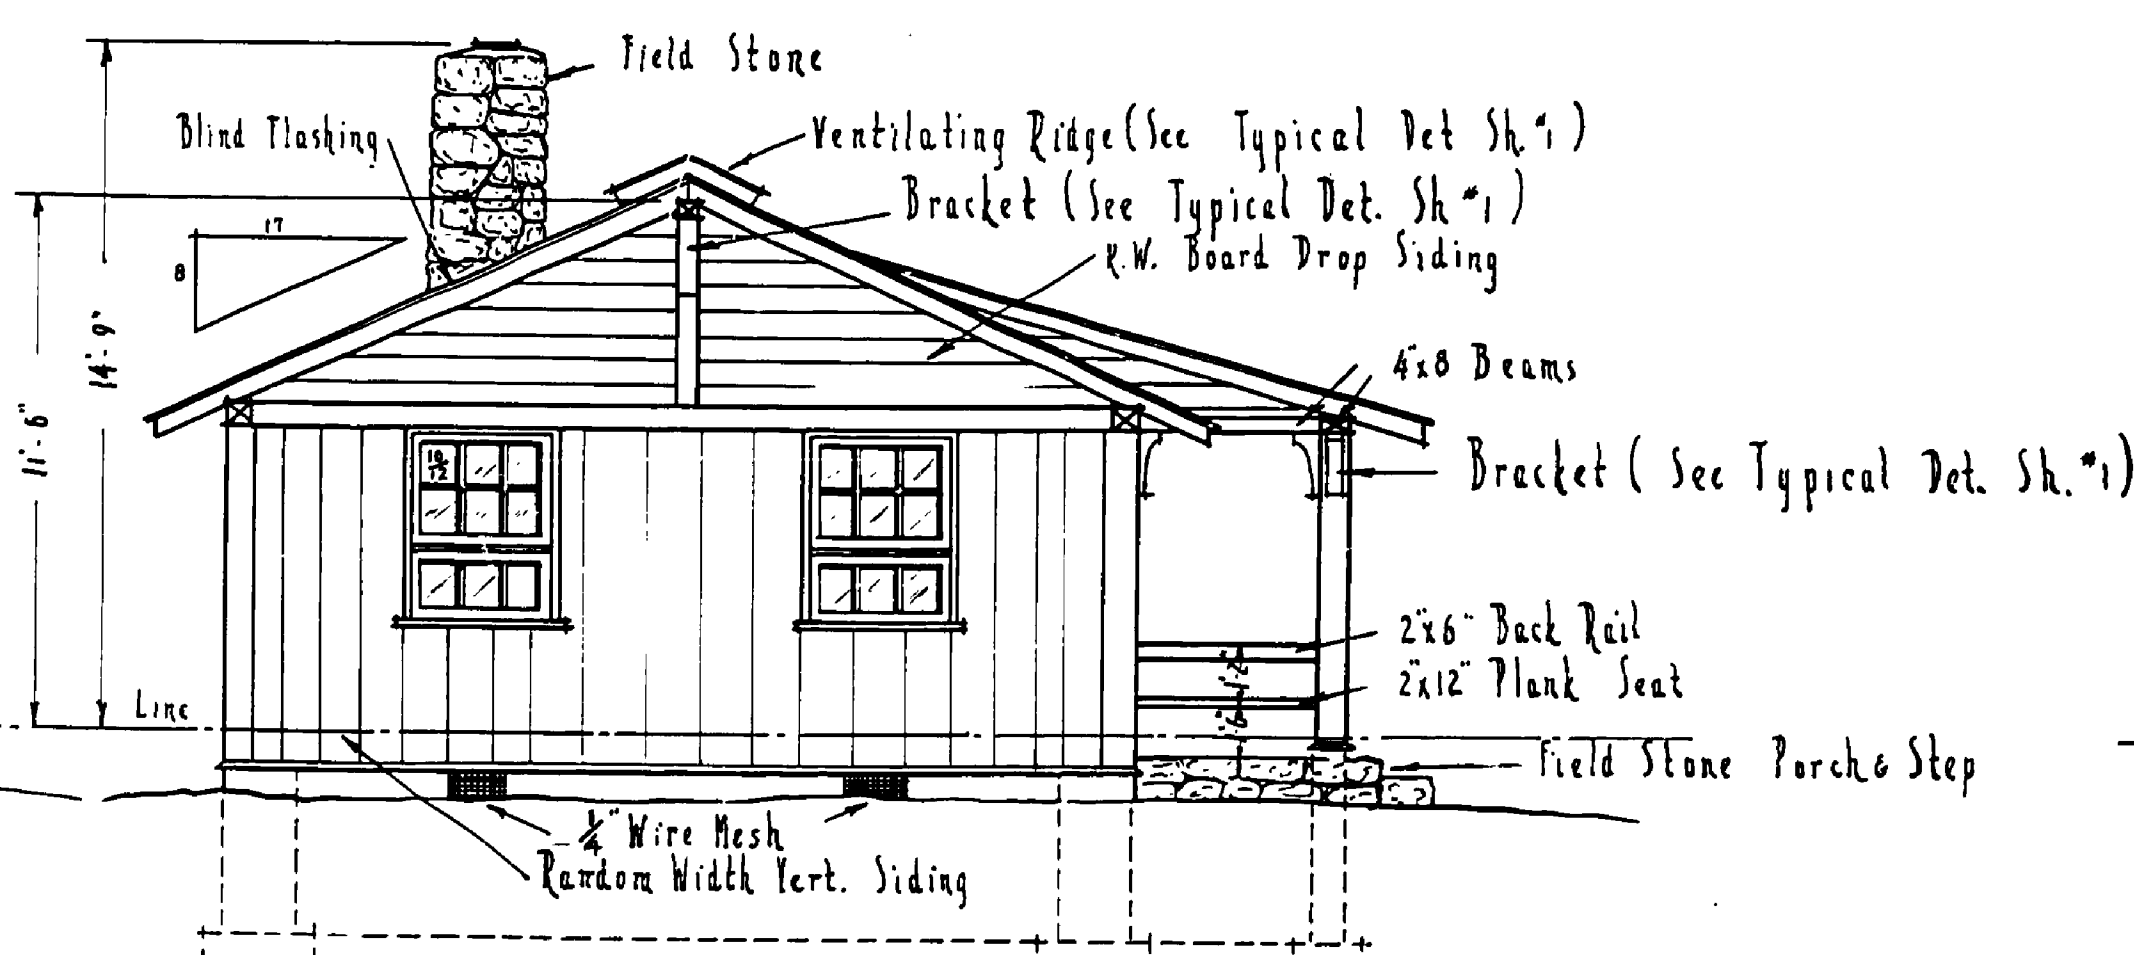 Field Stone
Blind Flashing
Ventilating Ridge (See Typical Det Sh. #1)
Bracket (See Typical Det. Sh #1)
R.W. Board Drop Siding
17
8
14'-9"
11'-6"
4"x8 Beams
10
12
Bracket (See Typical Det. Sh. #1)
2"x6" Back Rail
2"x12" Plank Seat
1'-2"
6"
Line
Field Stone Porch & Step
1/4" Wire Mesh
Random Width Vert. Siding